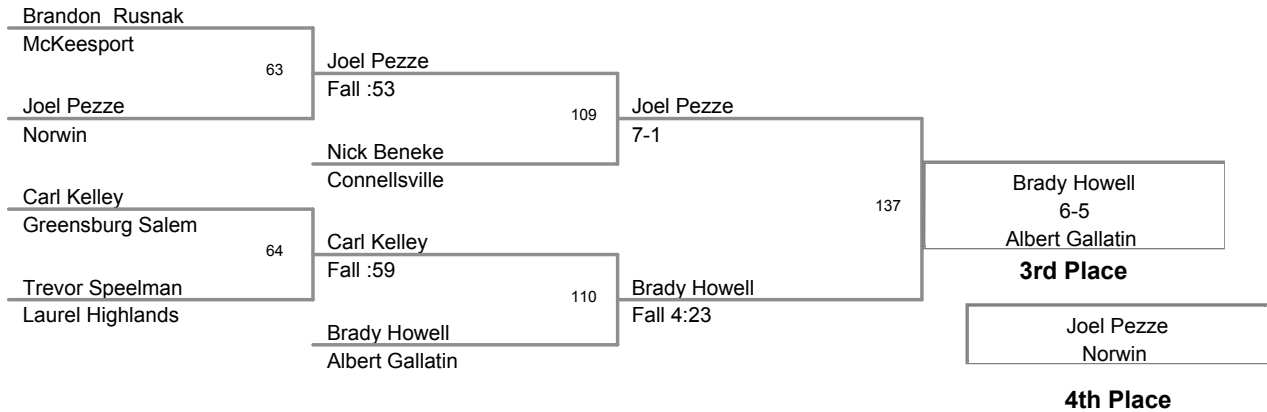 Brandon  Rusnak
McKeesport
63
Joel Pezze
Norwin
Joel Pezze
Fall :53
109
Nick Beneke
Connellsville
Carl Kelley
Greensburg Salem
64
Trevor Speelman
Laurel Highlands
Carl Kelley
Fall :59
110
Brady Howell
Albert Gallatin
Joel Pezze
7-1
137
Brady Howell
Fall 4:23
Brady Howell
6-5
Albert Gallatin
3rd Place
Joel Pezze
Norwin
4th Place